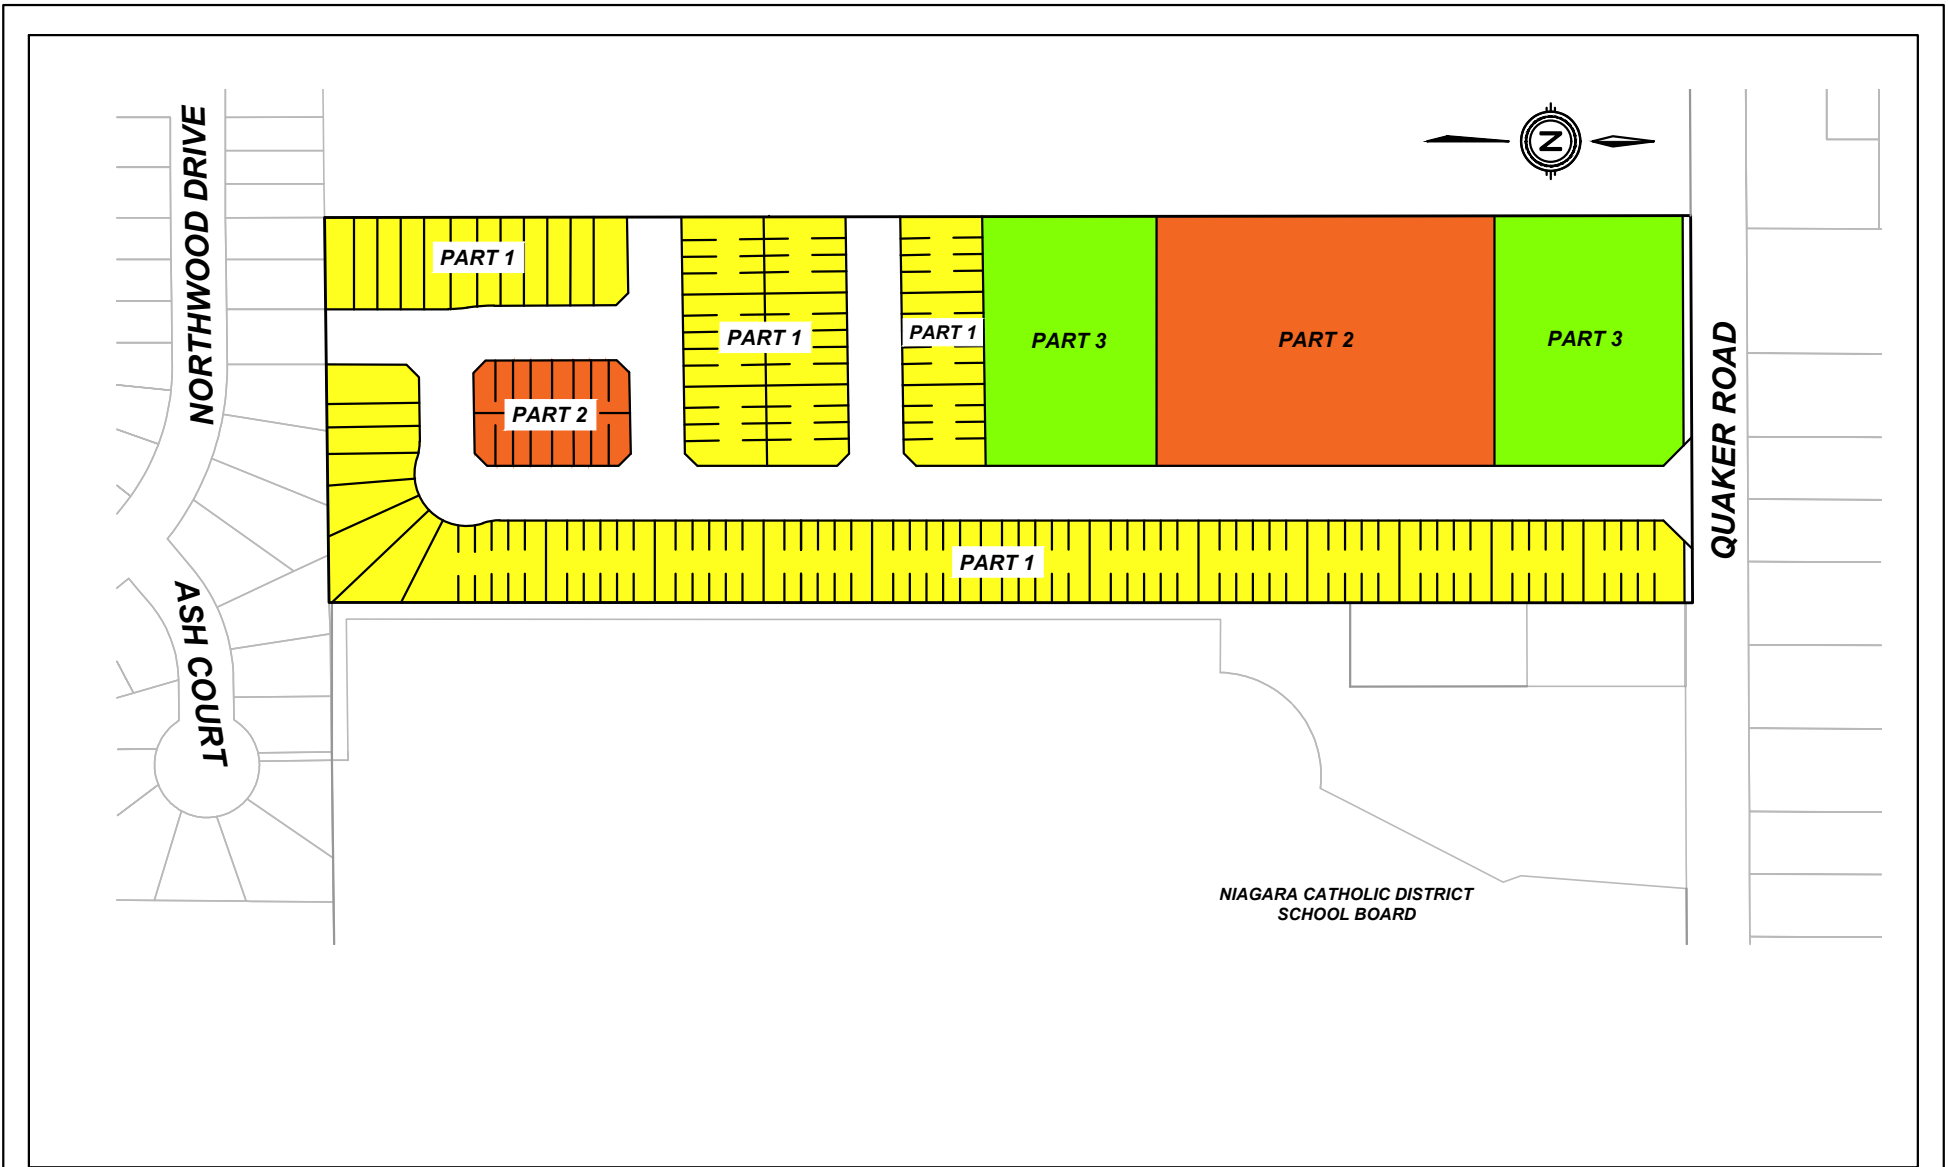 NORTHWOOD DRIVE
N
PART 1
PART 1
PART 1
PART 3
PART 2
PART 3
PART 2
QUAKER ROAD
PART 1
ASH COURT
NIAGARA CATHOLIC DISTRICT
SCHOOL BOARD